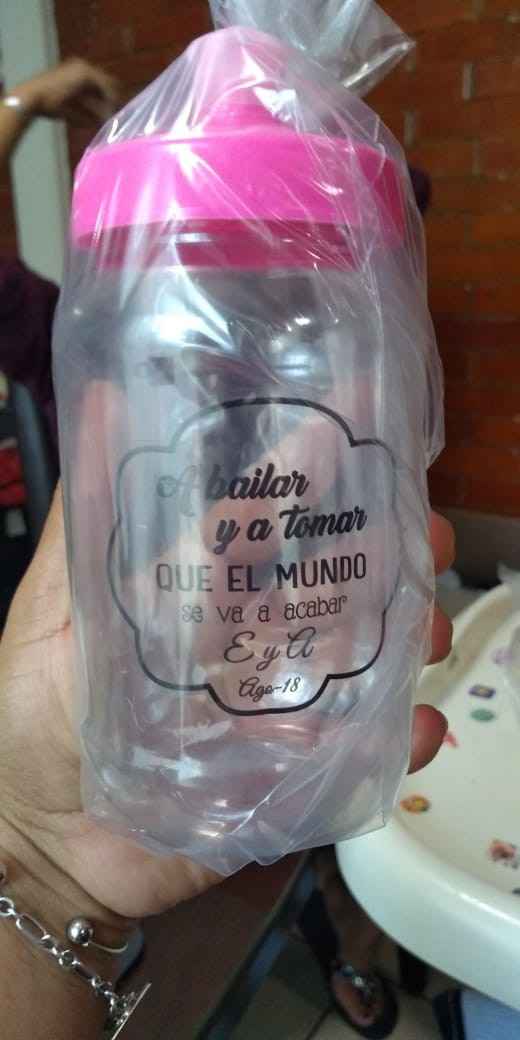 A bailar
y a tomar
QUE EL MUNDO
se va a acabar
E y A
Ago-18